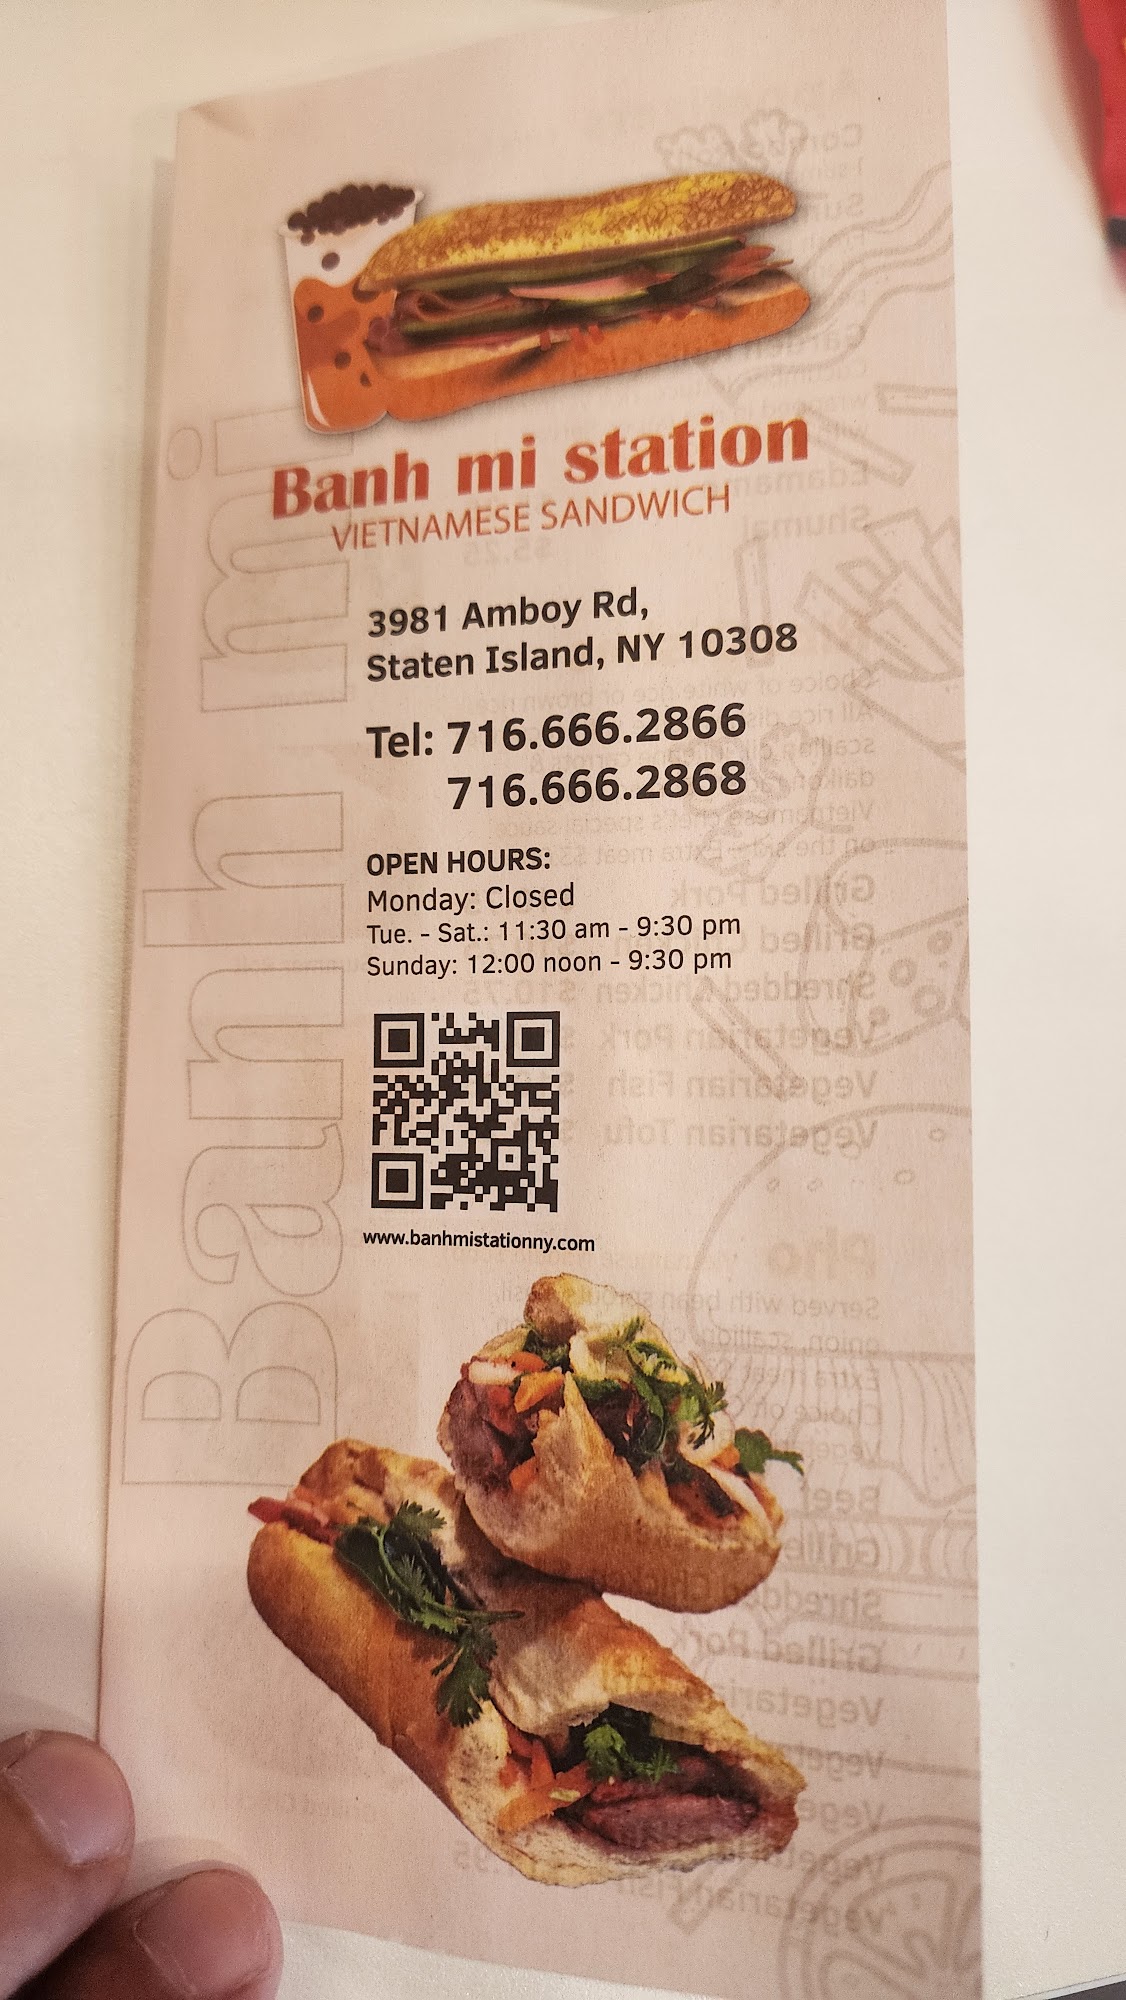 Banh mi station
VIETNAMESE SANDWICH
3981 Amboy Rd,
Staten Island, NY 10308
Tel: 716.666.2866
716.666.2868
OPEN HOURS:
Monday: Closed
Tue. - Sat.: 11:30 am - 9:30 pm
Sunday: 12:00 noon - 9:30 pm
www.banhmistationny.com
Banh mi